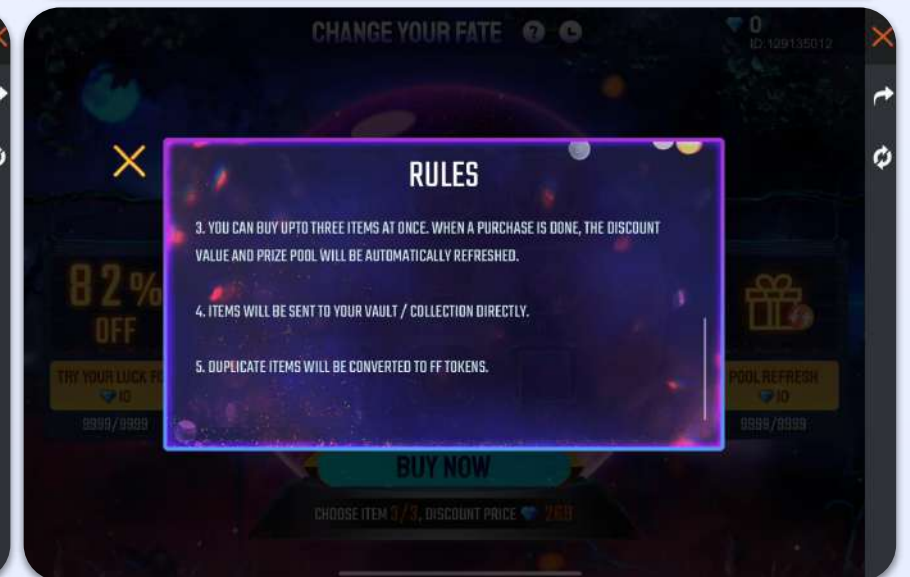 CHANGE YOUR FATE ?
0
ID:129135012
RULES
3. YOU CAN BUY UPTO THREE ITEMS AT ONCE. WHEN A PURCHASE IS DONE, THE DISCOUNT
VALUE AND PRIZE POOL WILL BE AUTOMATICALLY REFRESHED.
4. ITEMS WILL BE SENT TO YOUR VAULT / COLLECTION DIRECTLY.
5. DUPLICATE ITEMS WILL BE CONVERTED TO FF TOKENS.
82%
OFF
TRY YOUR LUCK
10
9999/9999
POOL REFRESH
10
9999/9999
BUY NOW
CHOOSE ITEM 3/3, DISCOUNT PRICE